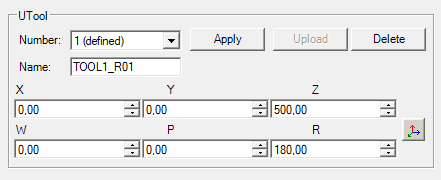 UTool
Number: 1 (defined) Apply Upload Delete
Name: TOOL1_R01
X Y Z
0,00 0,00 500,00
W P R
0,00 0,00 180,00